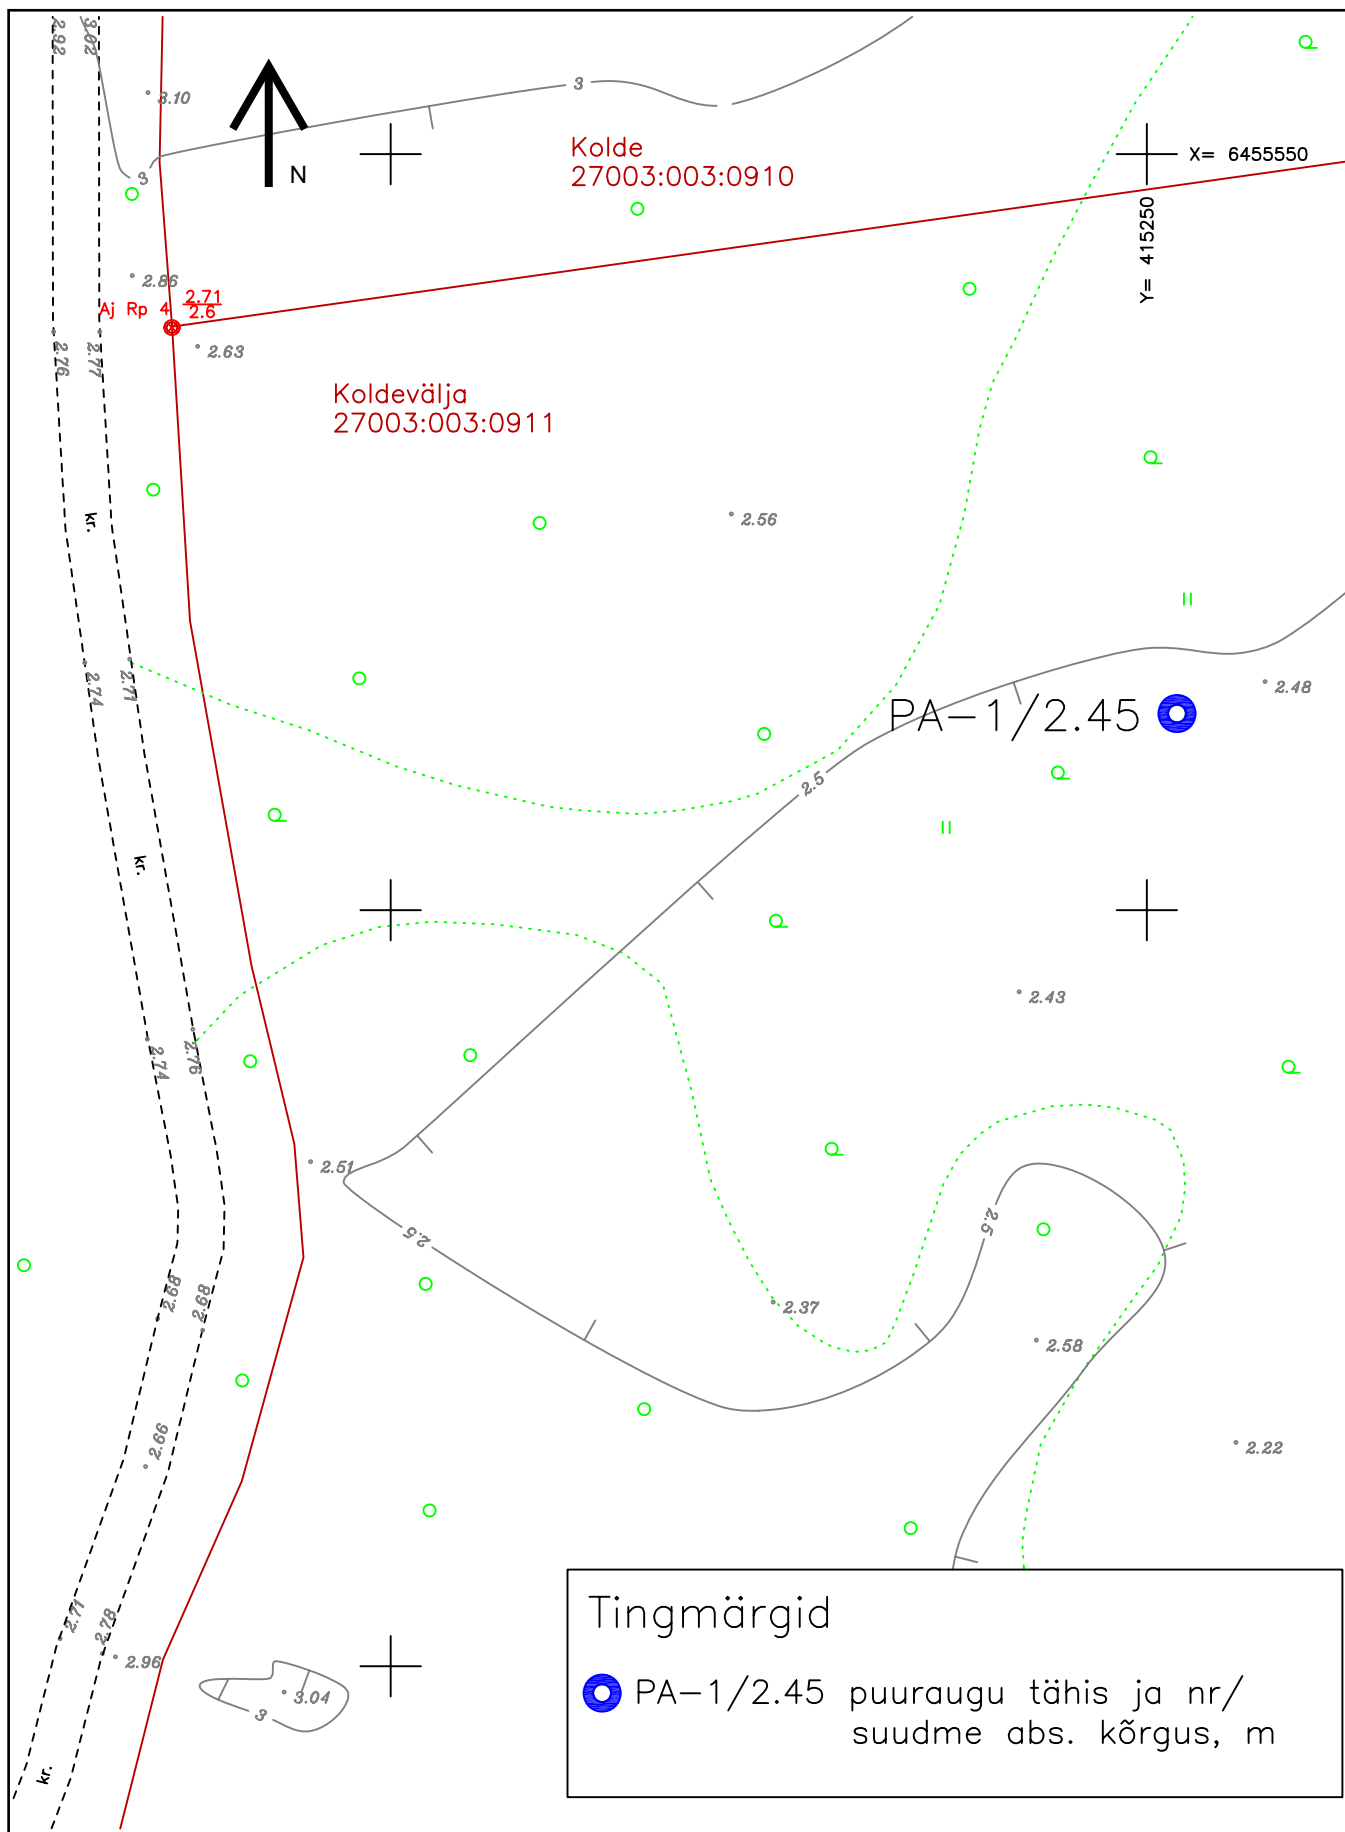 2.92
3.02
3.10
3
N
3
Kolde
27003:003:0910
X= 6455550
Y= 415250
2.86
Aj Rp 4 2.71
2.6
2.63
2.76
2.77
Koldevälja
27003:003:0911
kr.
2.56
2.74
2.71
2.48
PA-1/2.45
2.5
kr.
2.43
2.74
2.76
2.51
2.5
2.5
2.68
2.68
2.37
2.58
2.66
2.22
2.71
2.78
2.96
3.04
3
kr.
Tingmärgid
PA-1/2.45 puuraugu tähis ja nr/
suudme abs. kõrgus, m